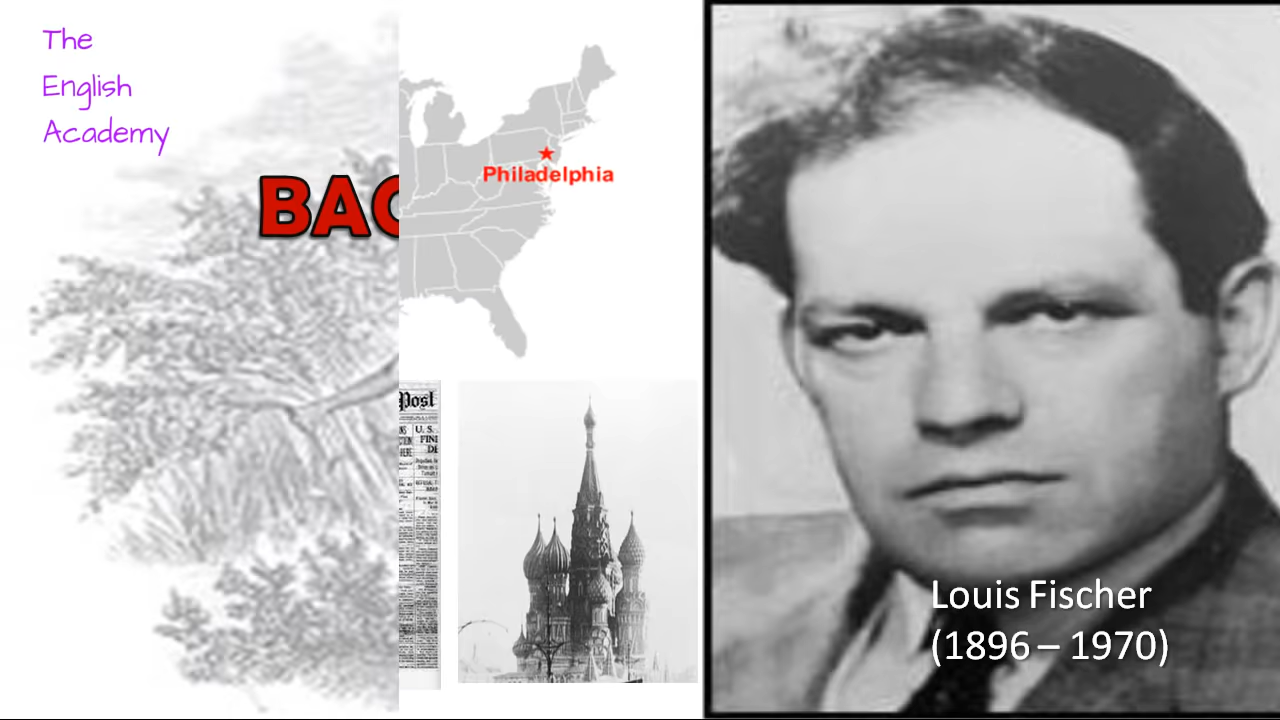 The
English
Academy
BAC
Philadelphia
Post
U. S.
Louis Fischer
(1896 – 1970)